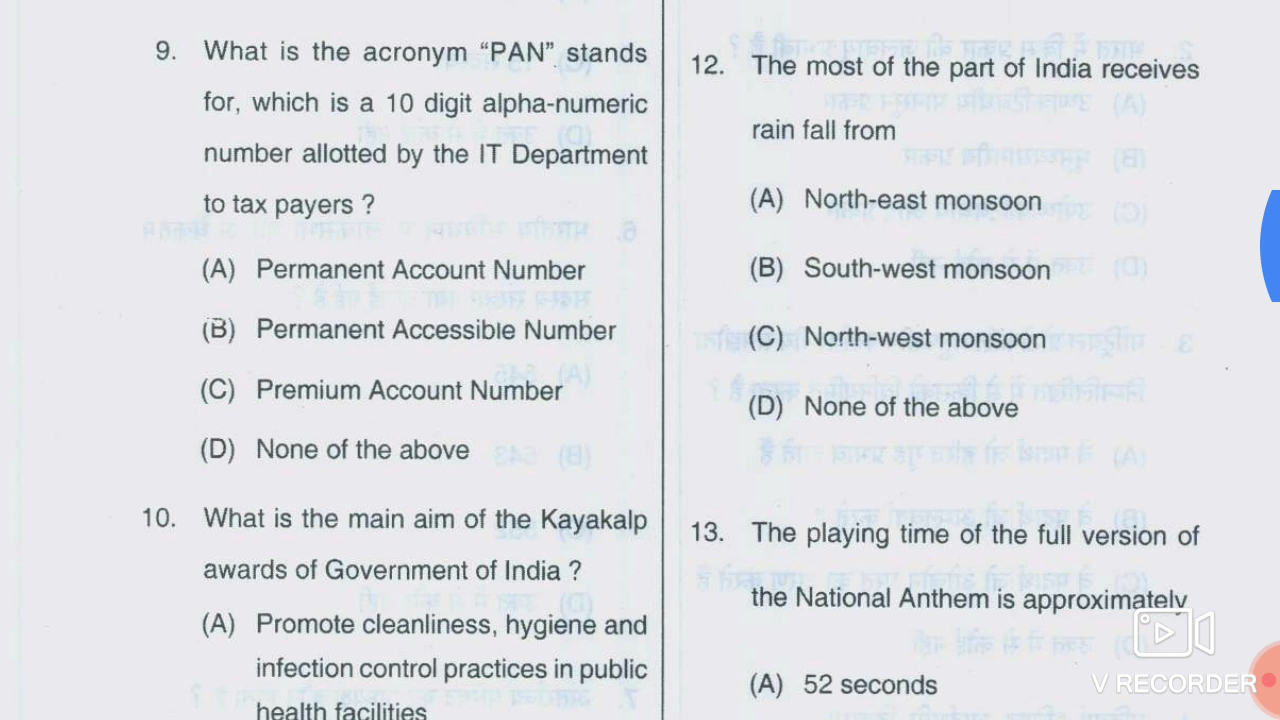 9. What is the acronym “PAN” stands
for, which is a 10 digit alpha-numeric
number allotted by the IT Department
to tax payers ?
(A) Permanent Account Number
(B) Permanent Accessible Number
(C) Premium Account Number
(D) None of the above
10. What is the main aim of the Kayakalp
awards of Government of India ?
(A) Promote cleanliness, hygiene and
infection control practices in public
health facilities
12. The most of the part of India receives
rain fall from
(A) North-east monsoon
(B) South-west monsoon
(C) North-west monsoon
(D) None of the above
13. The playing time of the full version of
the National Anthem is approximately
(A) 52 seconds
V RECORDER